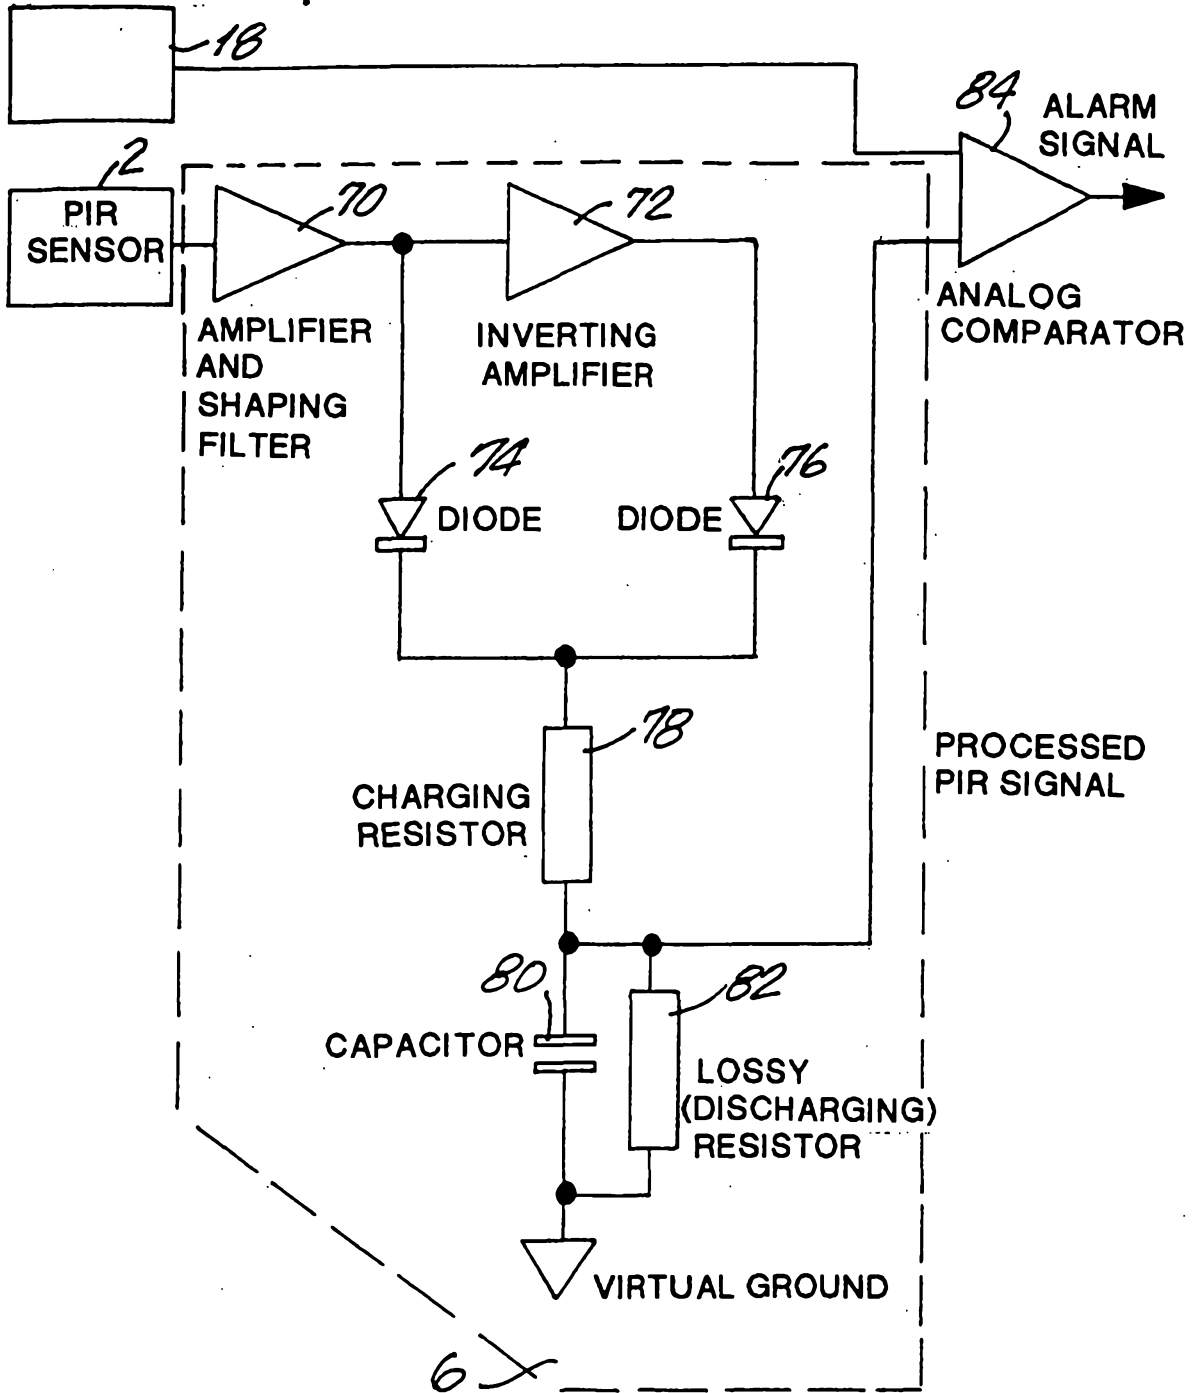 18
84
ALARM
SIGNAL
2
PIR
SENSOR
70
72
AMPLIFIER
AND
SHAPING
FILTER
INVERTING
AMPLIFIER
ANALOG
COMPARATOR
74
DIODE
76
DIODE
78
CHARGING
RESISTOR
PROCESSED
PIR SIGNAL
80
CAPACITOR
82
LOSSY
(DISCHARGING)
RESISTOR
VIRTUAL GROUND
6